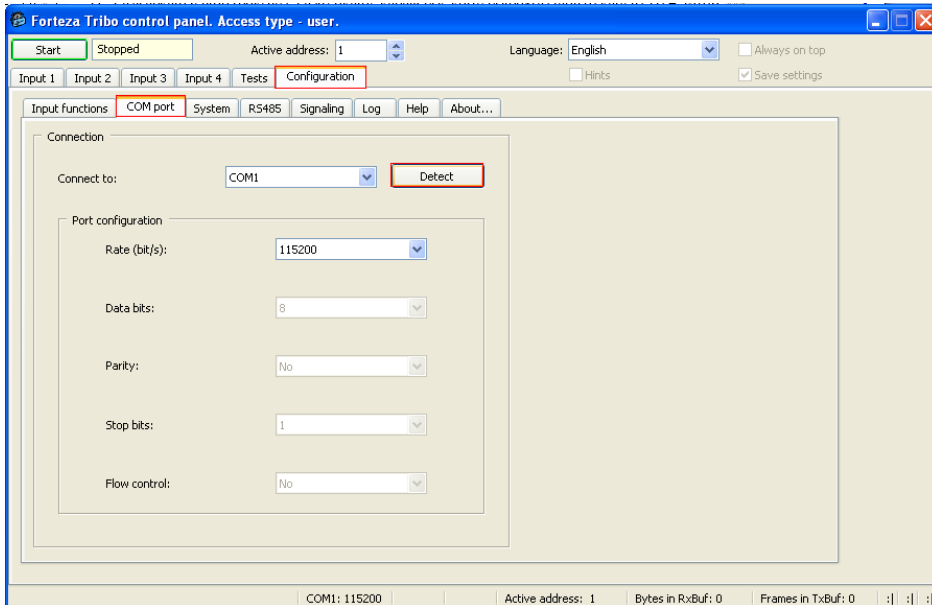 Forteza Tribo control panel. Access type - user.
Start Stopped Active address: 1 Language: English Always on top
Input 1 Input 2 Input 3 Input 4 Tests Configuration Hints Save settings
Input functions COM port System RS485 Signaling Log Help About...
Connection
Connect to: COM1 Detect
Port configuration
Rate (bit/s): 115200
Data bits: 8
Parity: No
Stop bits: 1
Flow control: No
COM1: 115200 Active address: 1 Bytes in RxBuf: 0 Frames in TxBuf: 0 :| :| :|